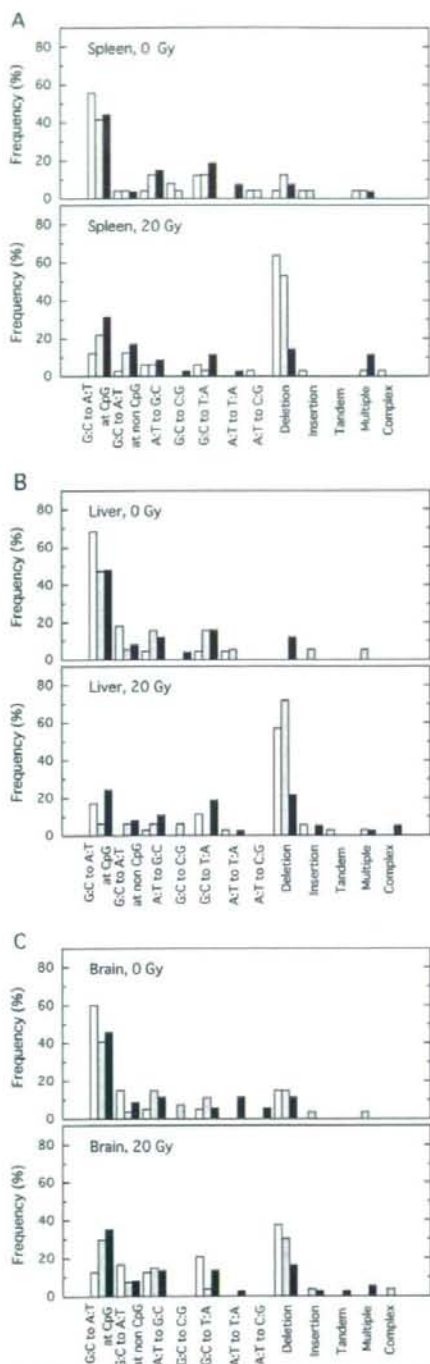 A
Spleen, 0 Gy
Frequency (%)
80
60
40
20
0
Spleen, 20 Gy
Frequency (%)
80
60
40
20
0
G:C to A:T
at CpG
G:C to A:T
at non CpG
A:T to G:C
G:C to C:G
G:C to T:A
A:T to T:A
A:T to C:G
Deletion
Insertion
Tandem
Multiple
Complex
B
Liver, 0 Gy
Frequency (%)
80
60
40
20
0
Liver, 20 Gy
Frequency (%)
80
60
40
20
0
G:C to A:T
at CpG
G:C to A:T
at non CpG
A:T to G:C
G:C to C:G
G:C to T:A
A:T to T:A
A:T to C:G
Deletion
Insertion
Tandem
Multiple
Complex
C
Brain, 0 Gy
Frequency (%)
80
60
40
20
0
Brain, 20 Gy
Frequency (%)
80
60
40
20
0
G:C to A:T
at CpG
G:C to A:T
at non CpG
A:T to G:C
G:C to C:G
G:C to T:A
A:T to T:A
A:T to C:G
Deletion
Insertion
Tandem
Multiple
Complex